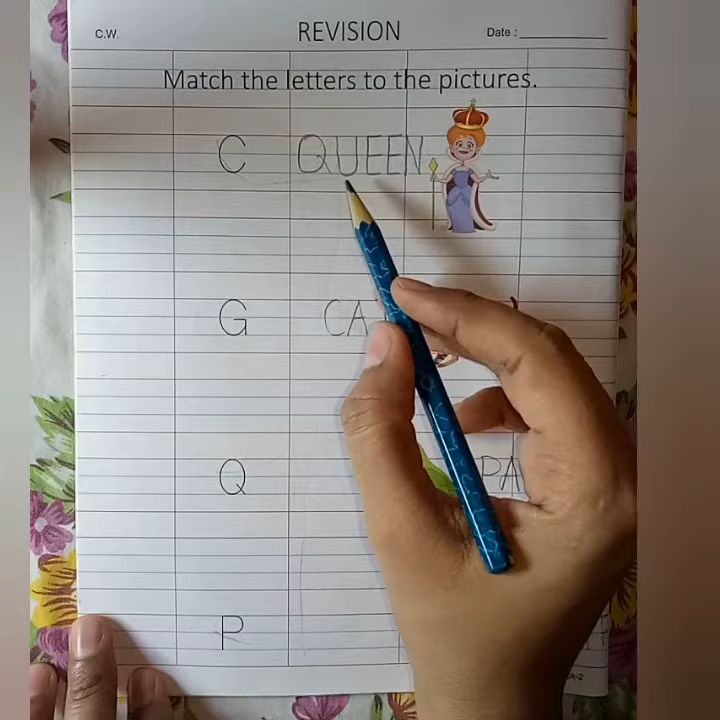 C.W. REVISION Date :
Match the letters to the pictures.
C QUEEN
G CA
Q PA
P